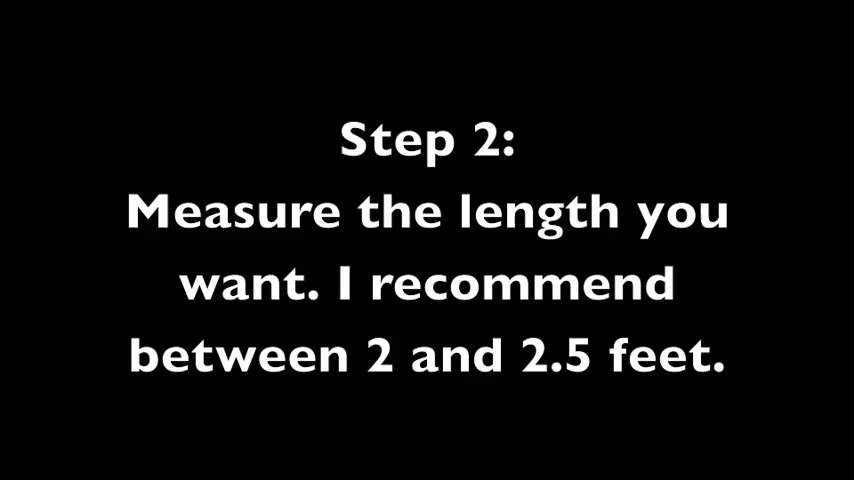 Step 2:
Measure the length you
want. I recommend
between 2 and 2.5 feet.